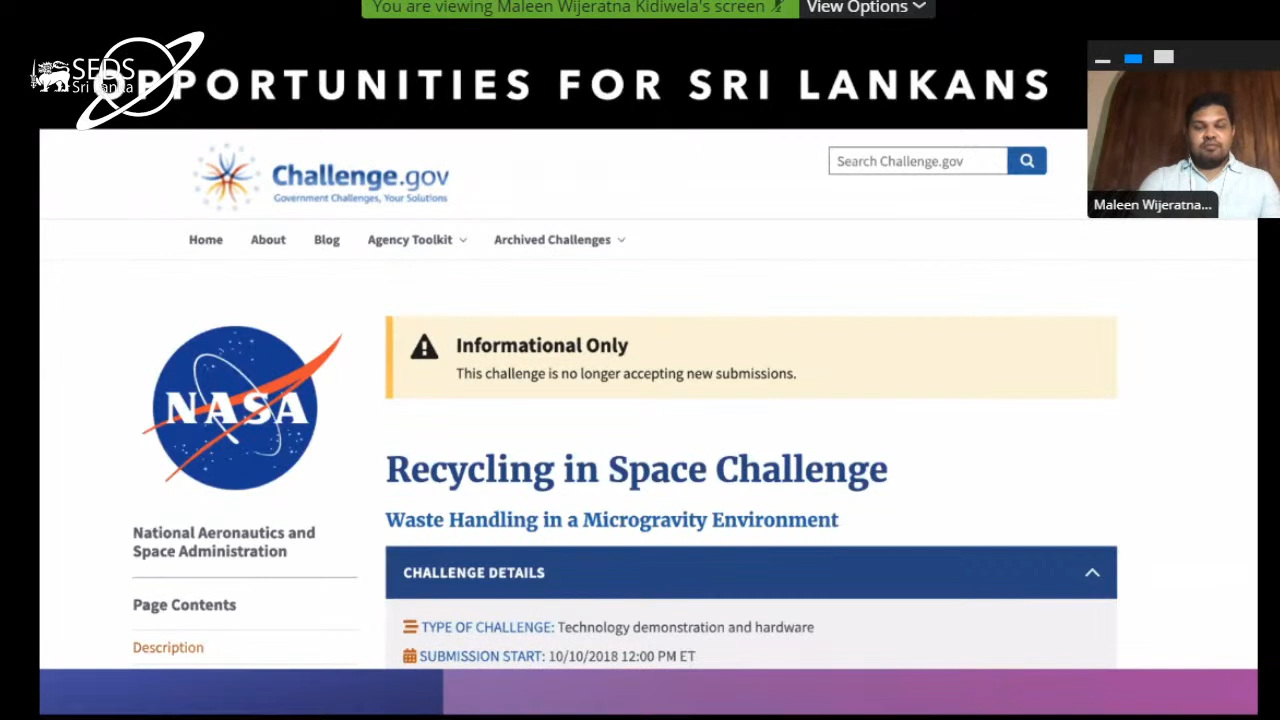 You are viewing Maleen Wijeratna Kidiwela's screen
View Options
SEDS
Sri Lanka
OPPORTUNITIES FOR SRI LANKANS
Maleen Wijeratna...
Challenge.gov
Government Challenges, Your Solutions
Search Challenge.gov
Home About Blog Agency Toolkit Archived Challenges
NASA
Informational Only
This challenge is no longer accepting new submissions.
Recycling in Space Challenge
Waste Handling in a Microgravity Environment
National Aeronautics and
Space Administration
CHALLENGE DETAILS
Page Contents
TYPE OF CHALLENGE: Technology demonstration and hardware
Description
SUBMISSION START: 10/10/2018 12:00 PM ET